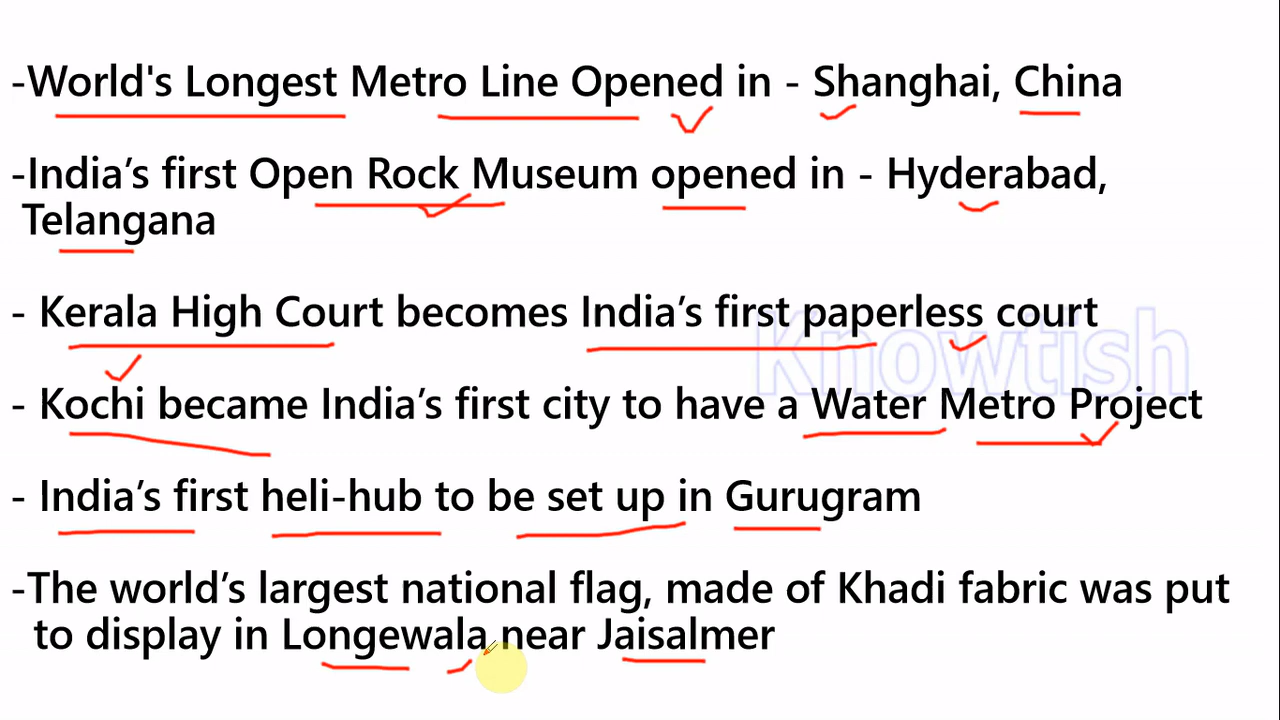 -World's Longest Metro Line Opened in - Shanghai, China
-India’s first Open Rock Museum opened in - Hyderabad,
Telangana
- Kerala High Court becomes India’s first paperless court
Knowtish
- Kochi became India’s first city to have a Water Metro Project
- India’s first heli-hub to be set up in Gurugram
-The world’s largest national flag, made of Khadi fabric was put
to display in Longewala near Jaisalmer